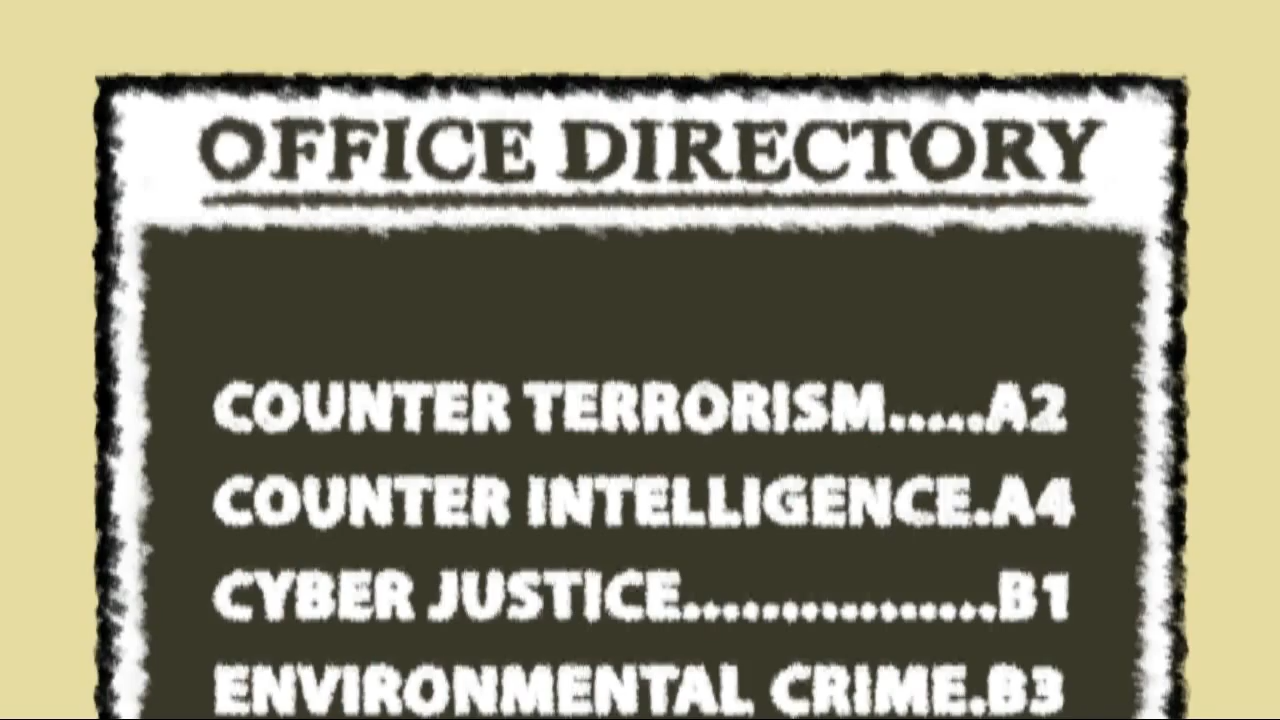 OFFICE DIRECTORY
COUNTER TERRORISM.....A2
COUNTER INTELLIGENCE.A4
CYBER JUSTICE................B1
ENVIRONMENTAL CRIME.B3